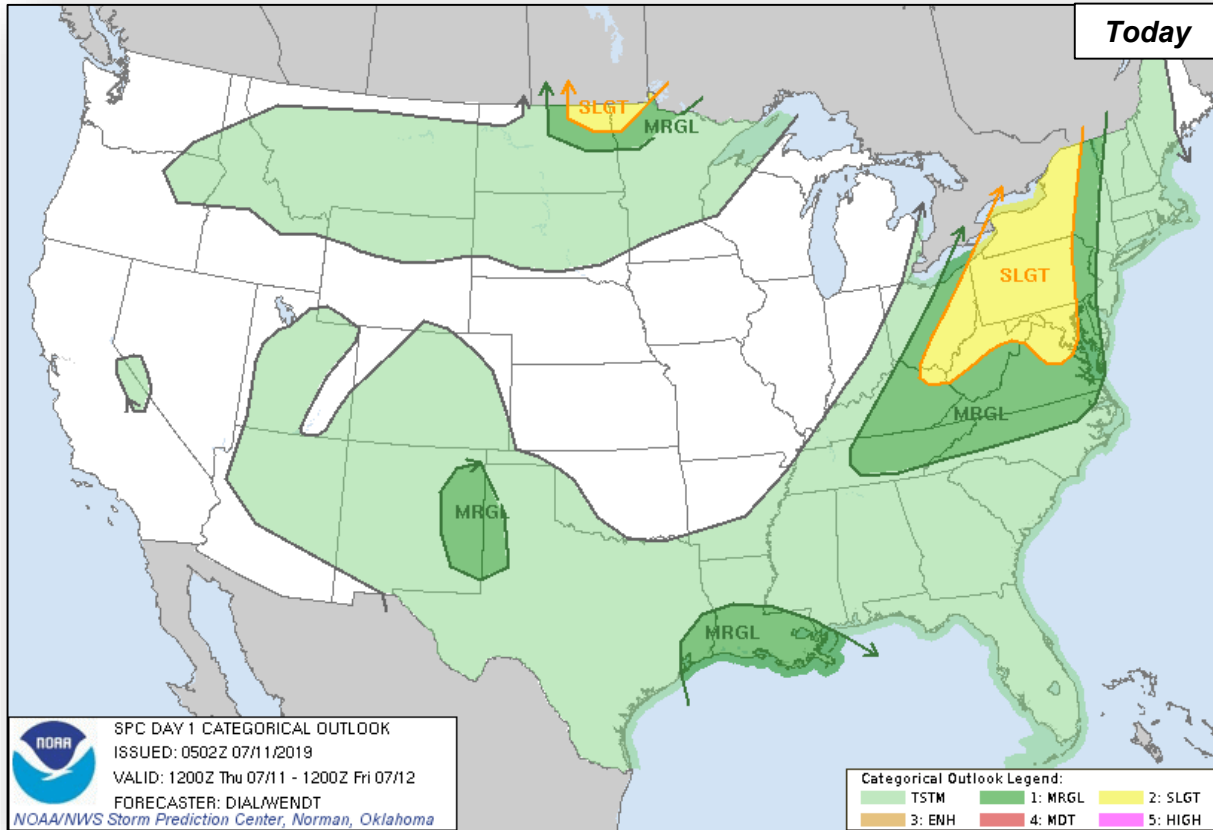 Today
SLGT
MRGL
SLGT
MRGL
MRGL
MRGL
NOAA
SPC DAY 1 CATEGORICAL OUTLOOK
ISSUED: 0502Z 07/11/2019
VALID: 1200Z Thu 07/11 - 1200Z Fri 07/12
FORECASTER: DIAL/WENDT
NOAA/NWS Storm Prediction Center, Norman, Oklahoma
Categorical Outlook Legend:
TSTM 1: MRGL 2: SLGT
3: ENH 4: MDT 5: HIGH